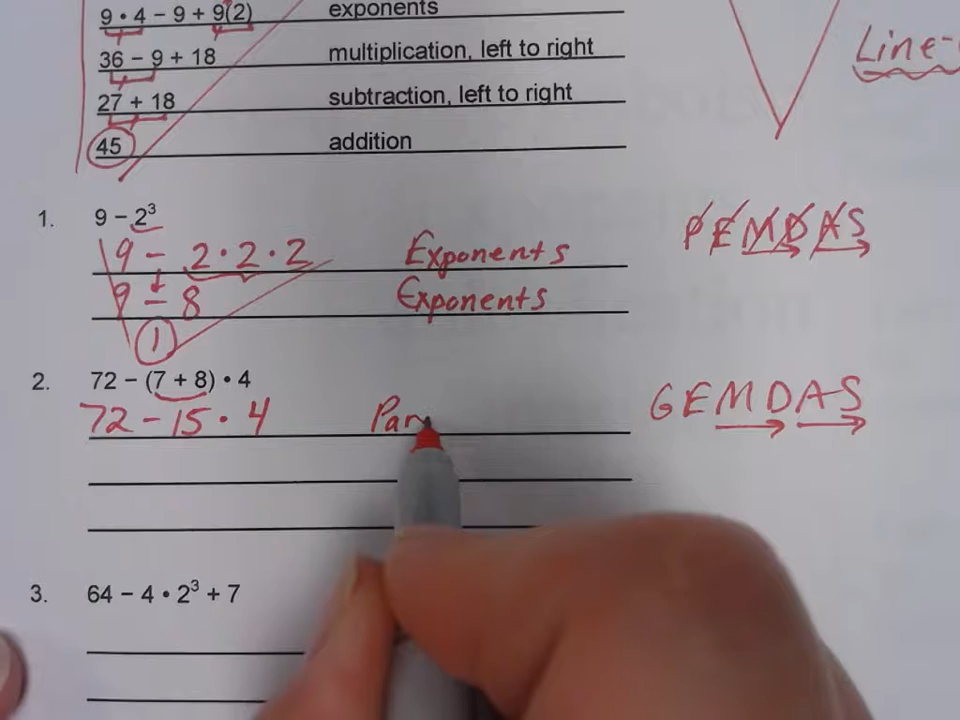 9 • 4 − 9 + 9(2) exponents
36 − 9 + 18 multiplication, left to right
27 + 18 subtraction, left to right
45 addition
Line-
1. 9 − 2³
PEMDAS
9 − 2 · 2 · 2 Exponents
9 − 8 Exponents
1
2. 72 − (7 + 8) • 4
GEMDAS
72 − 15 · 4 Par
3. 64 − 4 • 2³ + 7